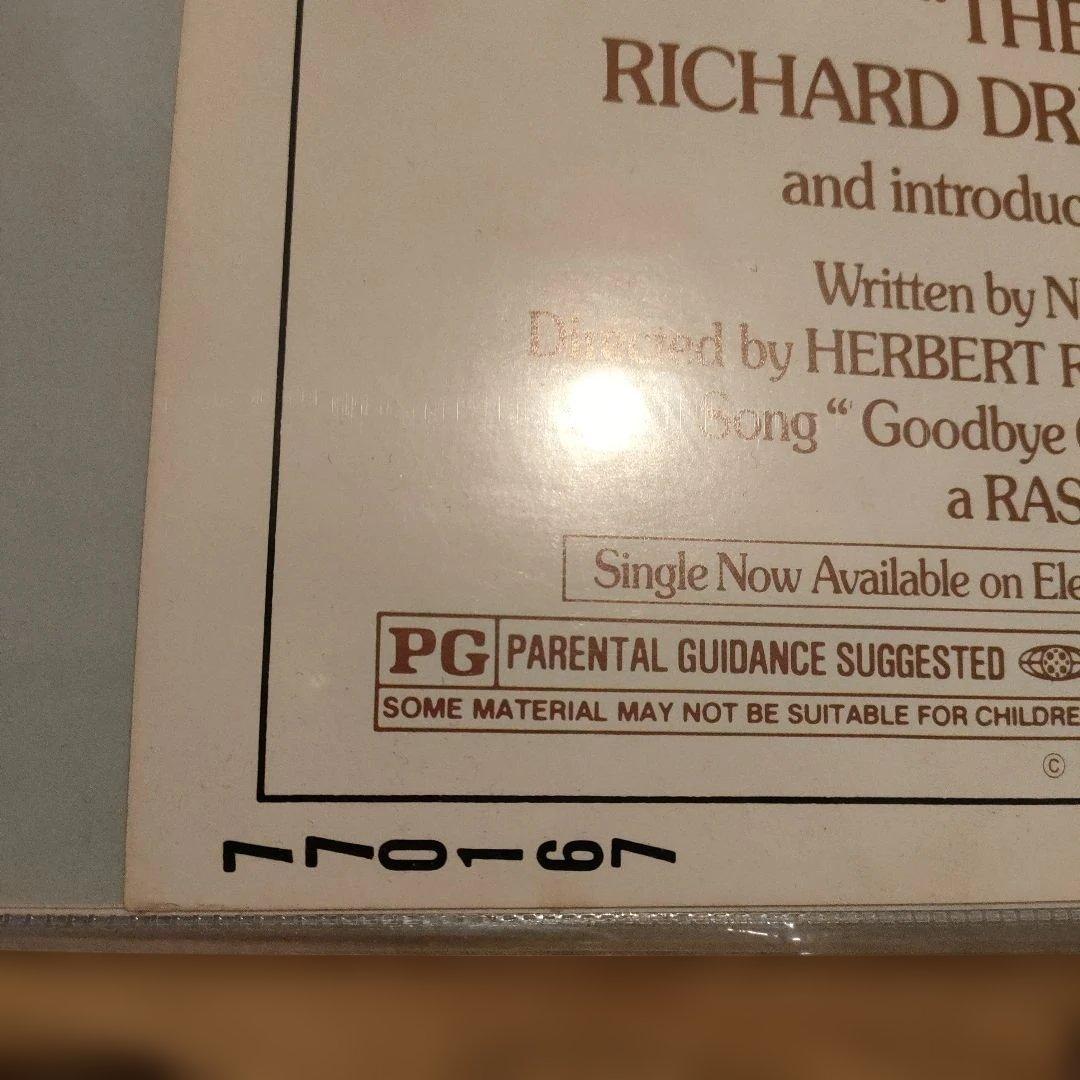 "THE
RICHARD DR
and introduc
Written by N
Directed by HERBERT R
Song "Goodbye
a RAS
Single Now Available on Ele
PG PARENTAL GUIDANCE SUGGESTED
SOME MATERIAL MAY NOT BE SUITABLE FOR CHILDRE
©
770167